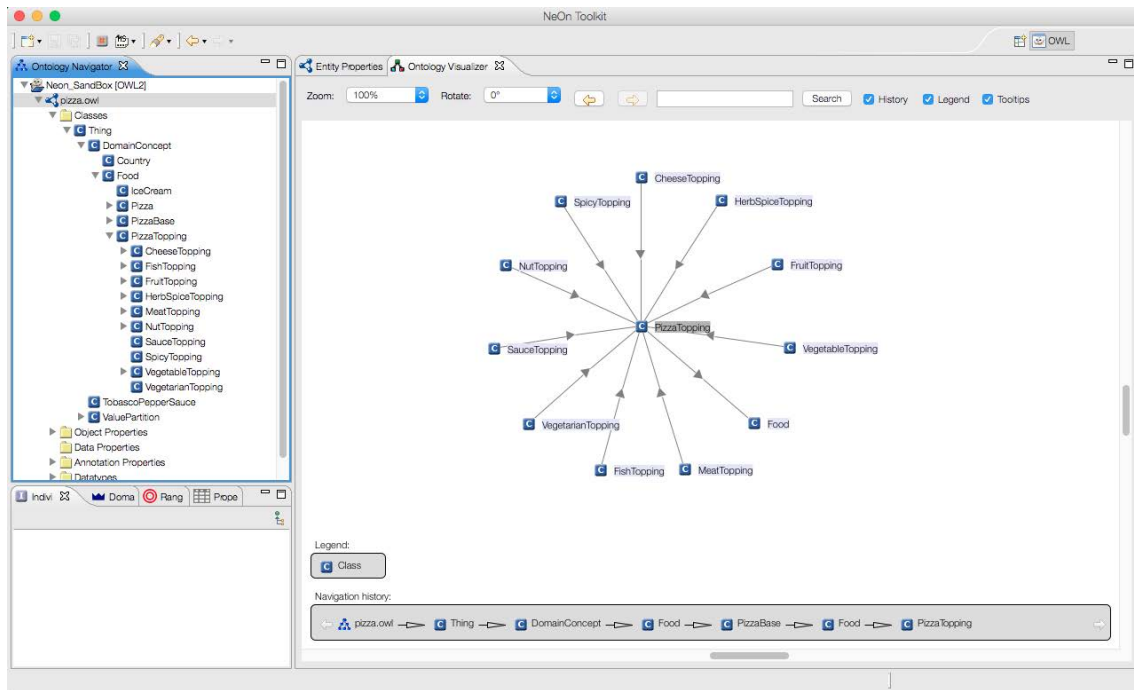 NeOn Toolkit
OWL
Ontology Navigator
Neon_SandBox [OWL2]
pizza.owl
Classes
Thing
DomainConcept
Country
Food
IceCream
Pizza
PizzaBase
PizzaTopping
CheeseTopping
FishTopping
FruitTopping
HerbSpiceTopping
MeatTopping
NutTopping
SauceTopping
SpicyTopping
VegetableTopping
VegetarianTopping
TobascoPepperSauce
ValuePartition
Object Properties
Data Properties
Annotation Properties
Datatypes
Indivi Doma Rang Prope
Entity Properties Ontology Visualizer
Zoom: 100% Rotate: 0° Search History Legend Tooltips
CheeseTopping
SpicyTopping HerbSpiceTopping
NutTopping FruitTopping
PizzaTopping
SauceTopping VegetableTopping
VegetarianTopping Food
FishTopping MeatTopping
Legend:
C Class
Navigation history:
pizza.owl Thing DomainConcept Food PizzaBase Food PizzaTopping